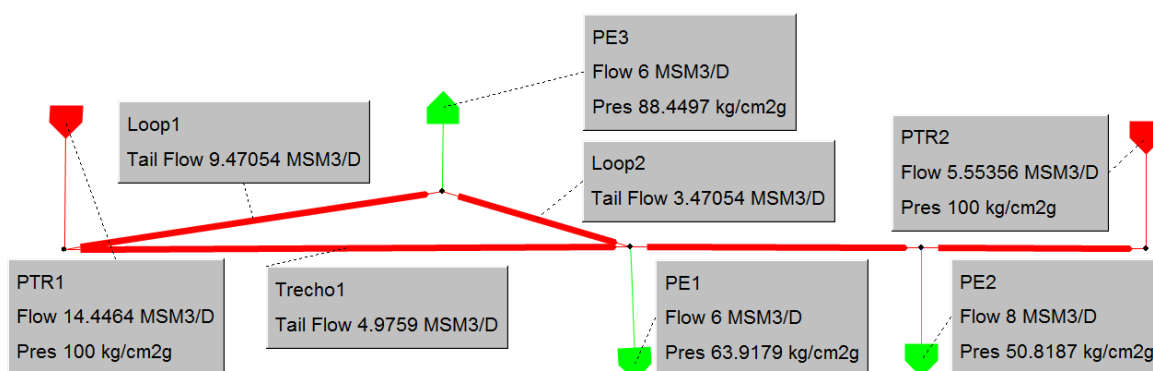 PE3
Flow 6 MSM3/D
Pres 88.4497 kg/cm2g
Loop1
Tail Flow 9.47054 MSM3/D
Loop2
Tail Flow 3.47054 MSM3/D
PTR2
Flow 5.55356 MSM3/D
Pres 100 kg/cm2g
PTR1
Flow 14.4464 MSM3/D
Pres 100 kg/cm2g
Trecho1
Tail Flow 4.9759 MSM3/D
PE1
Flow 6 MSM3/D
Pres 63.9179 kg/cm2g
PE2
Flow 8 MSM3/D
Pres 50.8187 kg/cm2g